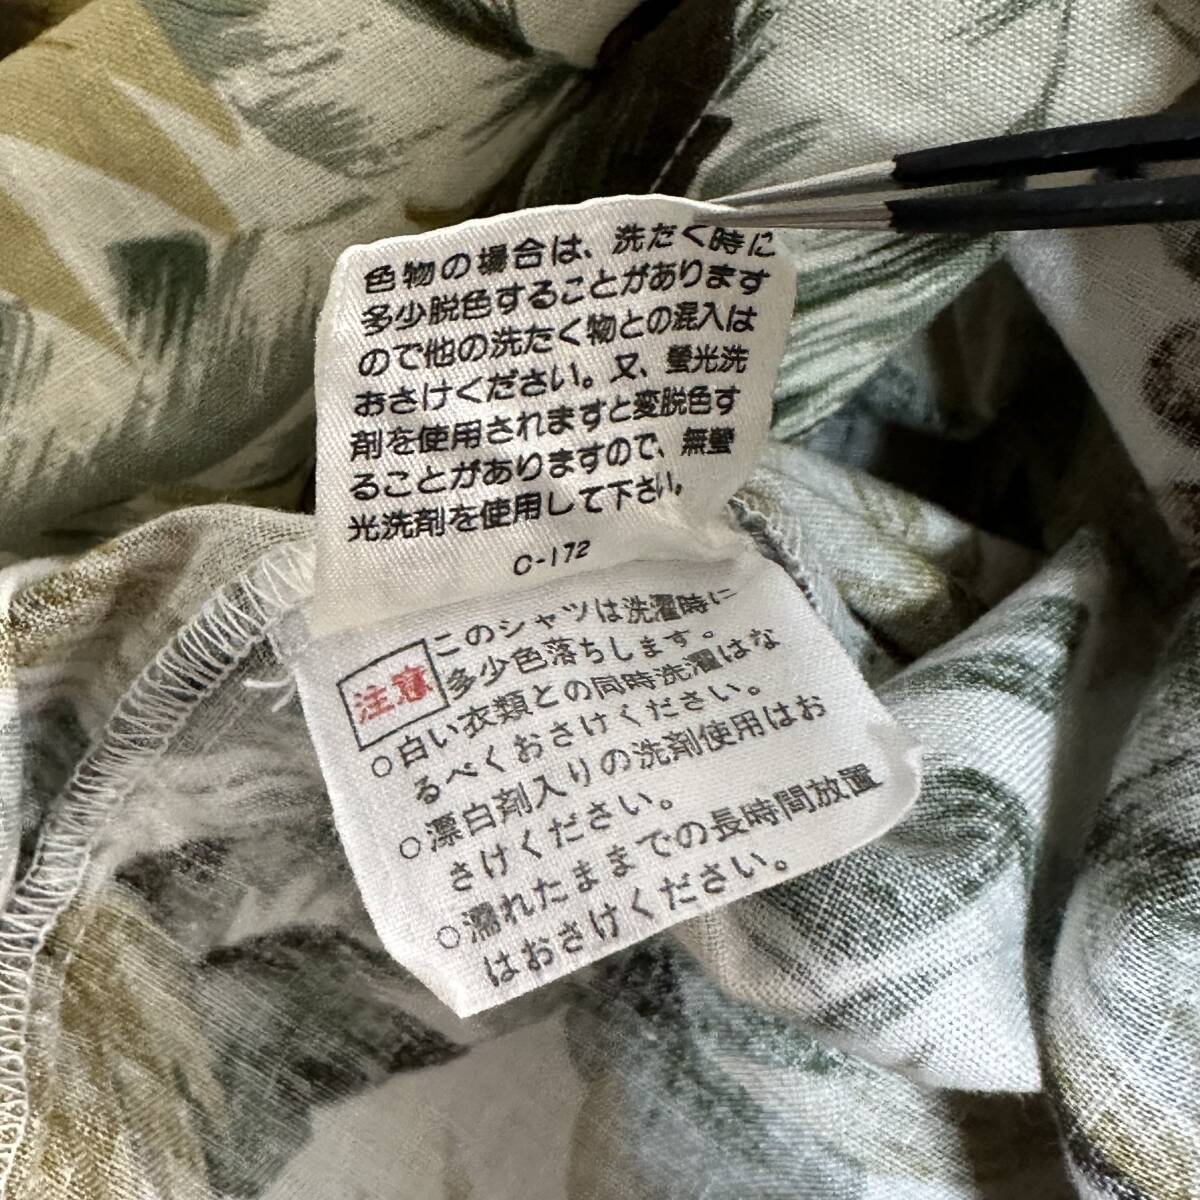 色物の場合は、洗だく時に
多少脱色することがあります
ので他の洗たく物との混入は
おさけください。又、螢光洗
剤を使用されますと変脱色す
ることがありますので、無螢
光洗剤を使用して下さい。
C-172
注意
このシャツは洗濯時に
多少色落ちします。
○白い衣類との同時洗濯はな
るべくおさけください。
○漂白剤入りの洗剤使用はお
さけください。
○濡れたままでの長時間放置
はおさけください。